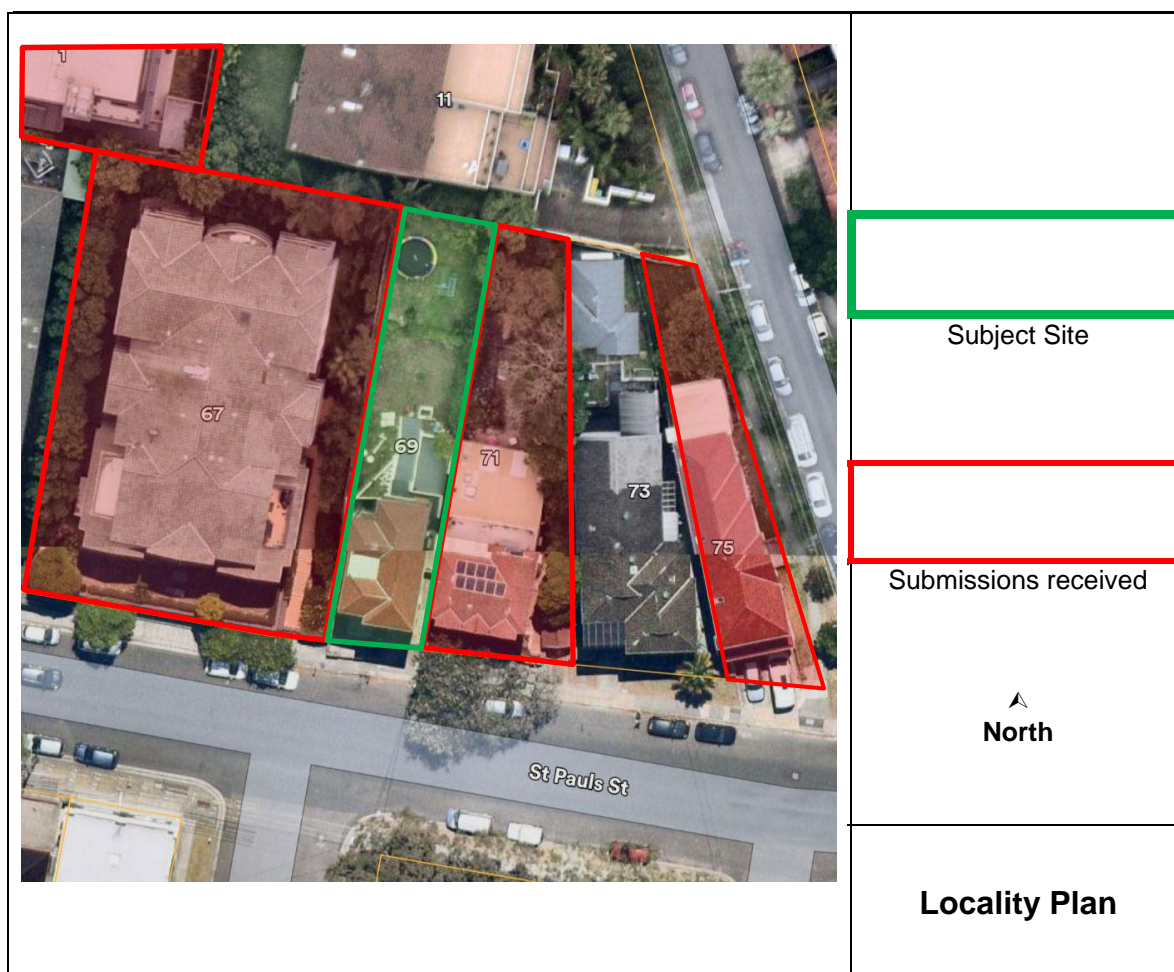 1
11
67
69
71
73
75
St Pauls St
Subject Site
Submissions received
North
Locality Plan